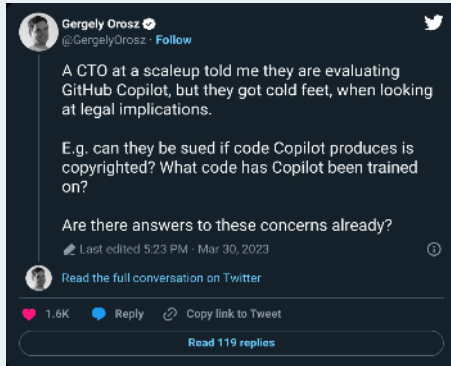 Gergely Orosz
@GergelyOrosz · Follow
A CTO at a scaleup told me they are evaluating
GitHub Copilot, but they got cold feet, when looking
at legal implications.
E.g. can they be sued if code Copilot produces is
copyrighted? What code has Copilot been trained
on?
Are there answers to these concerns already?
Last edited 5:23 PM · Mar 30, 2023
Read the full conversation on Twitter
1.6K Reply Copy link to Tweet
Read 119 replies